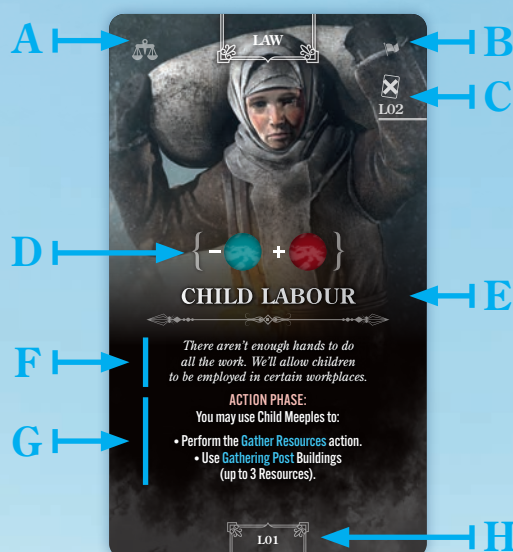 LAW
A
B
C
L02
D
{ - + }
CHILD LABOUR
E
There aren't enough hands to do
all the work. We'll allow children
to be employed in certain workplaces.
F
ACTION PHASE:
You may use Child Meeples to:
• Perform the Gather Resources action.
• Use Gathering Post Buildings
(up to 3 Resources).
G
L01
H